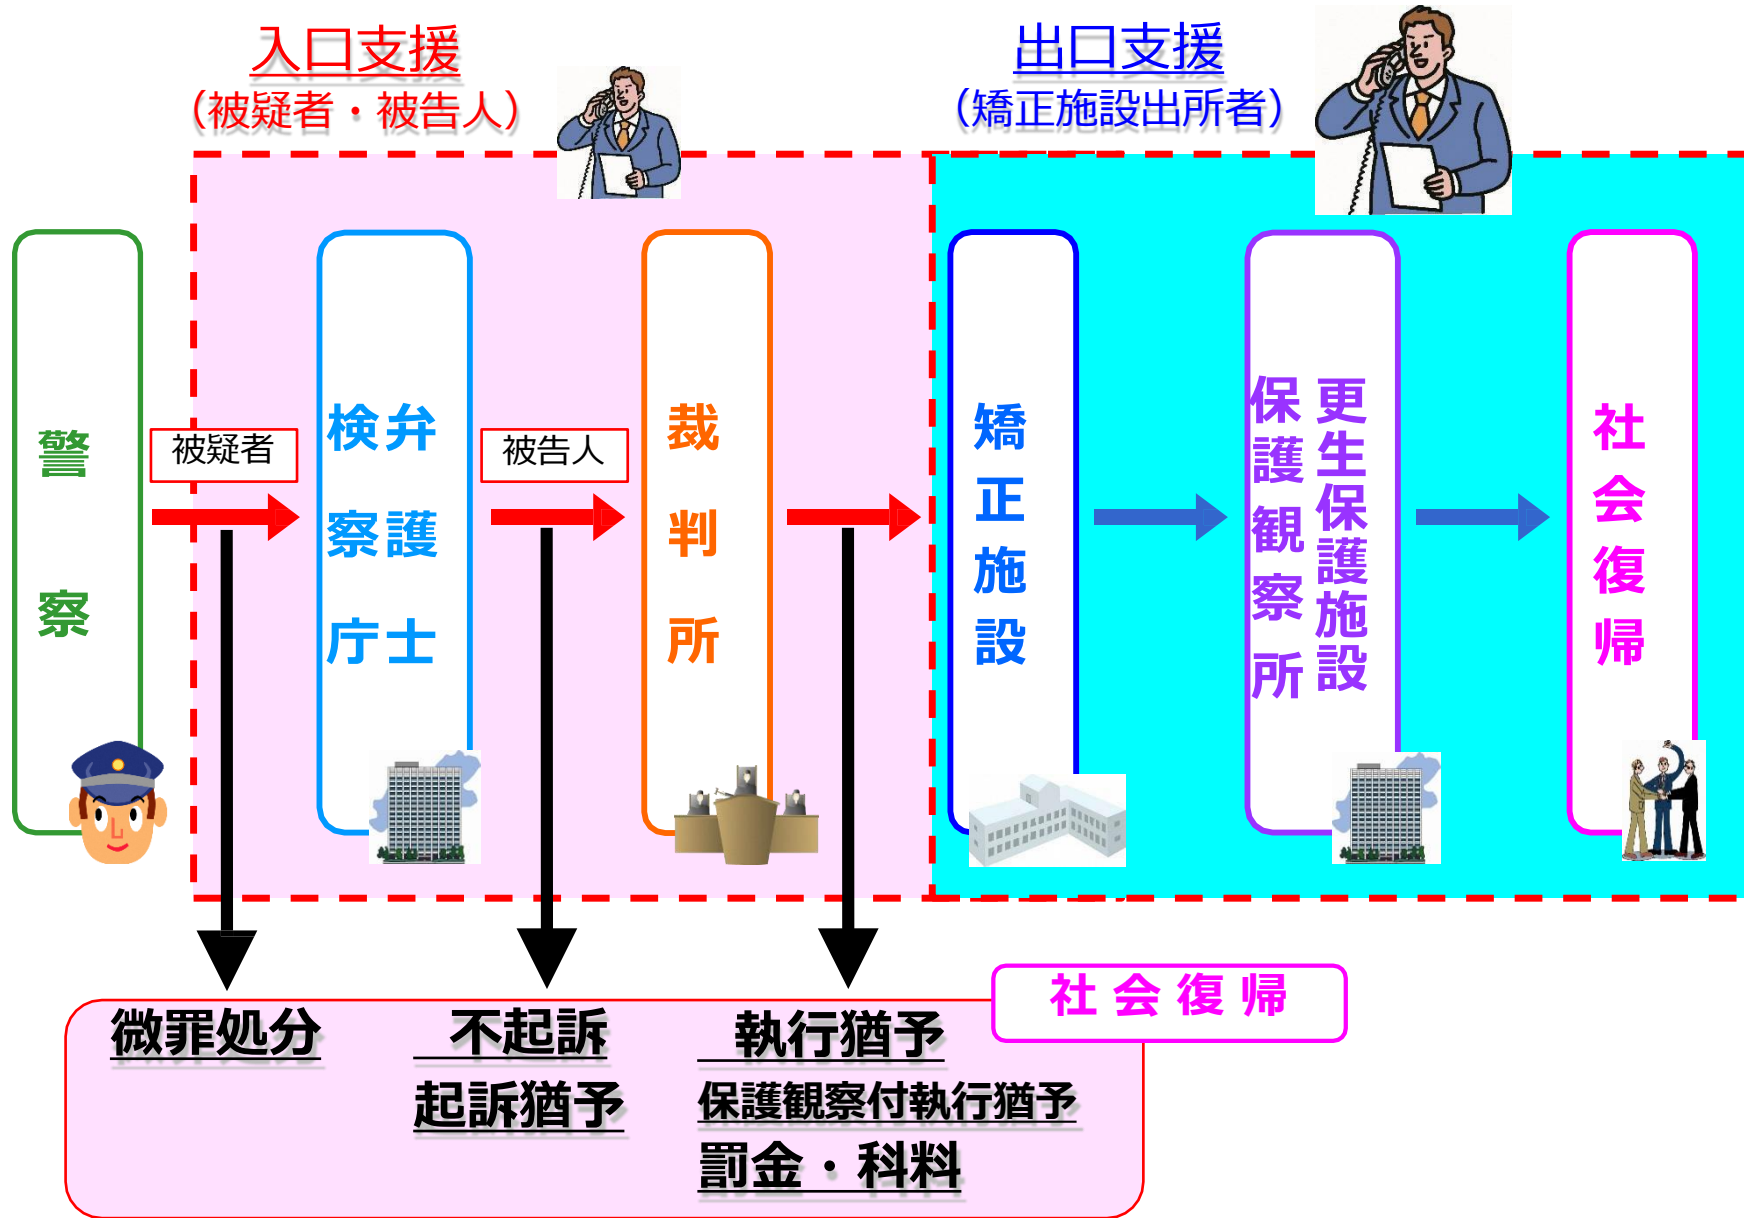 入口支援
（被疑者・被告人）
出口支援
（矯正施設出所者）
警察
被疑者
検察庁
弁護士
被告人
裁判所
矯正施設
保護観察所
更生保護施設
社会復帰
社会復帰
微罪処分
不起訴
起訴猶予
執行猶予
保護観察付執行猶予
罰金・科料